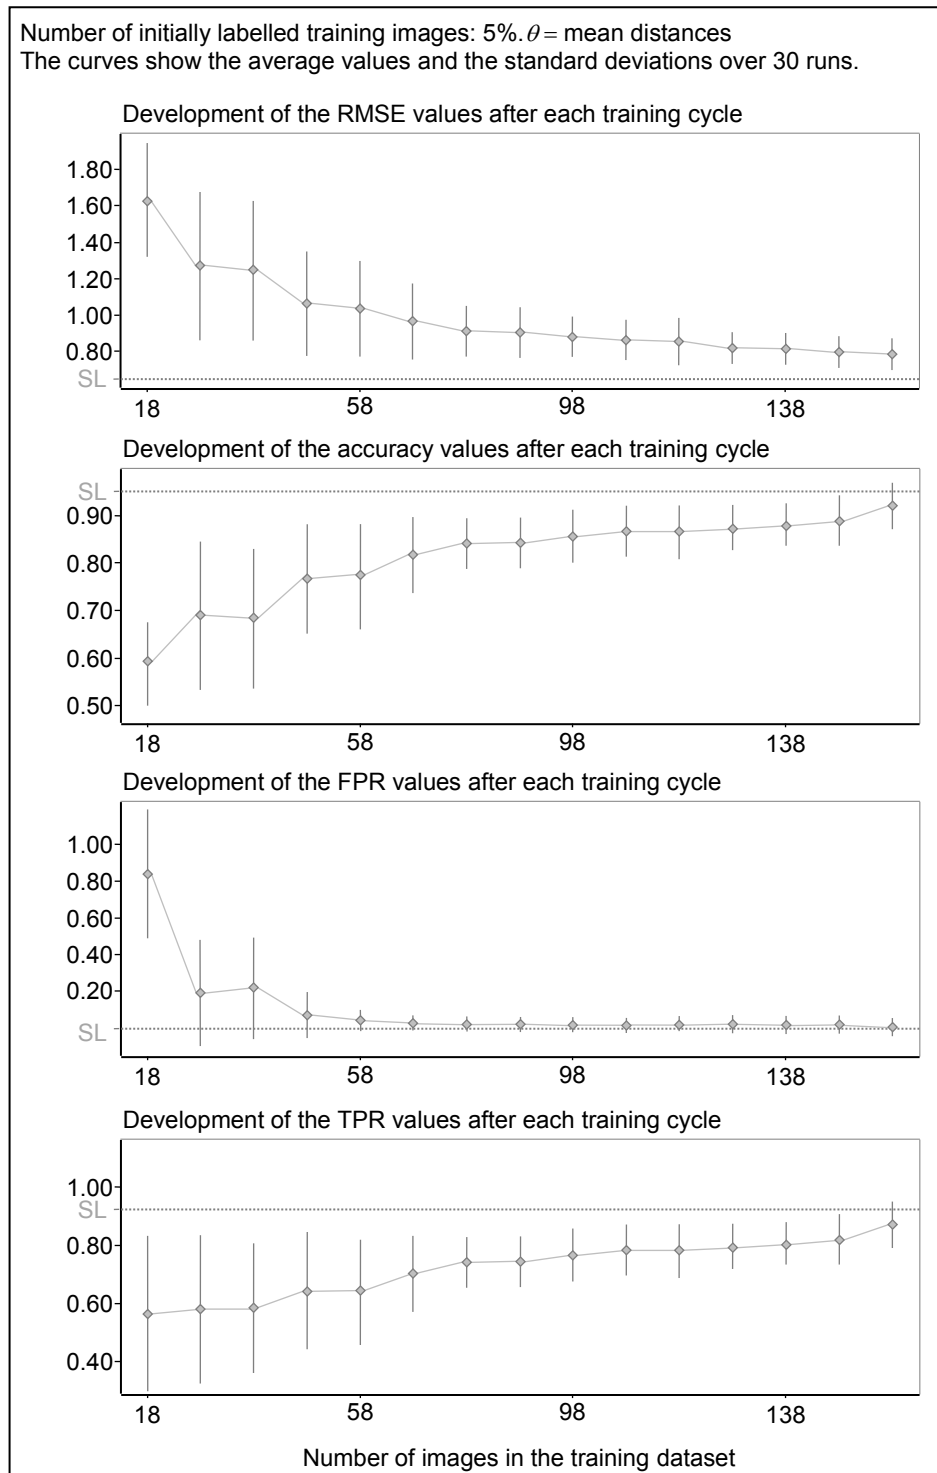 Number of initially labelled training images: 5%. θ = mean distances
The curves show the average values and the standard deviations over 30 runs.
Development of the RMSE values after each training cycle
1.80
1.60
1.40
1.20
1.00
0.80
SL
18 58 98 138
Development of the accuracy values after each training cycle
SL
0.90
0.80
0.70
0.60
0.50
18 58 98 138
Development of the FPR values after each training cycle
1.00
0.80
0.60
0.40
0.20
SL
18 58 98 138
Development of the TPR values after each training cycle
1.00
SL
0.80
0.60
0.40
18 58 98 138
Number of images in the training dataset